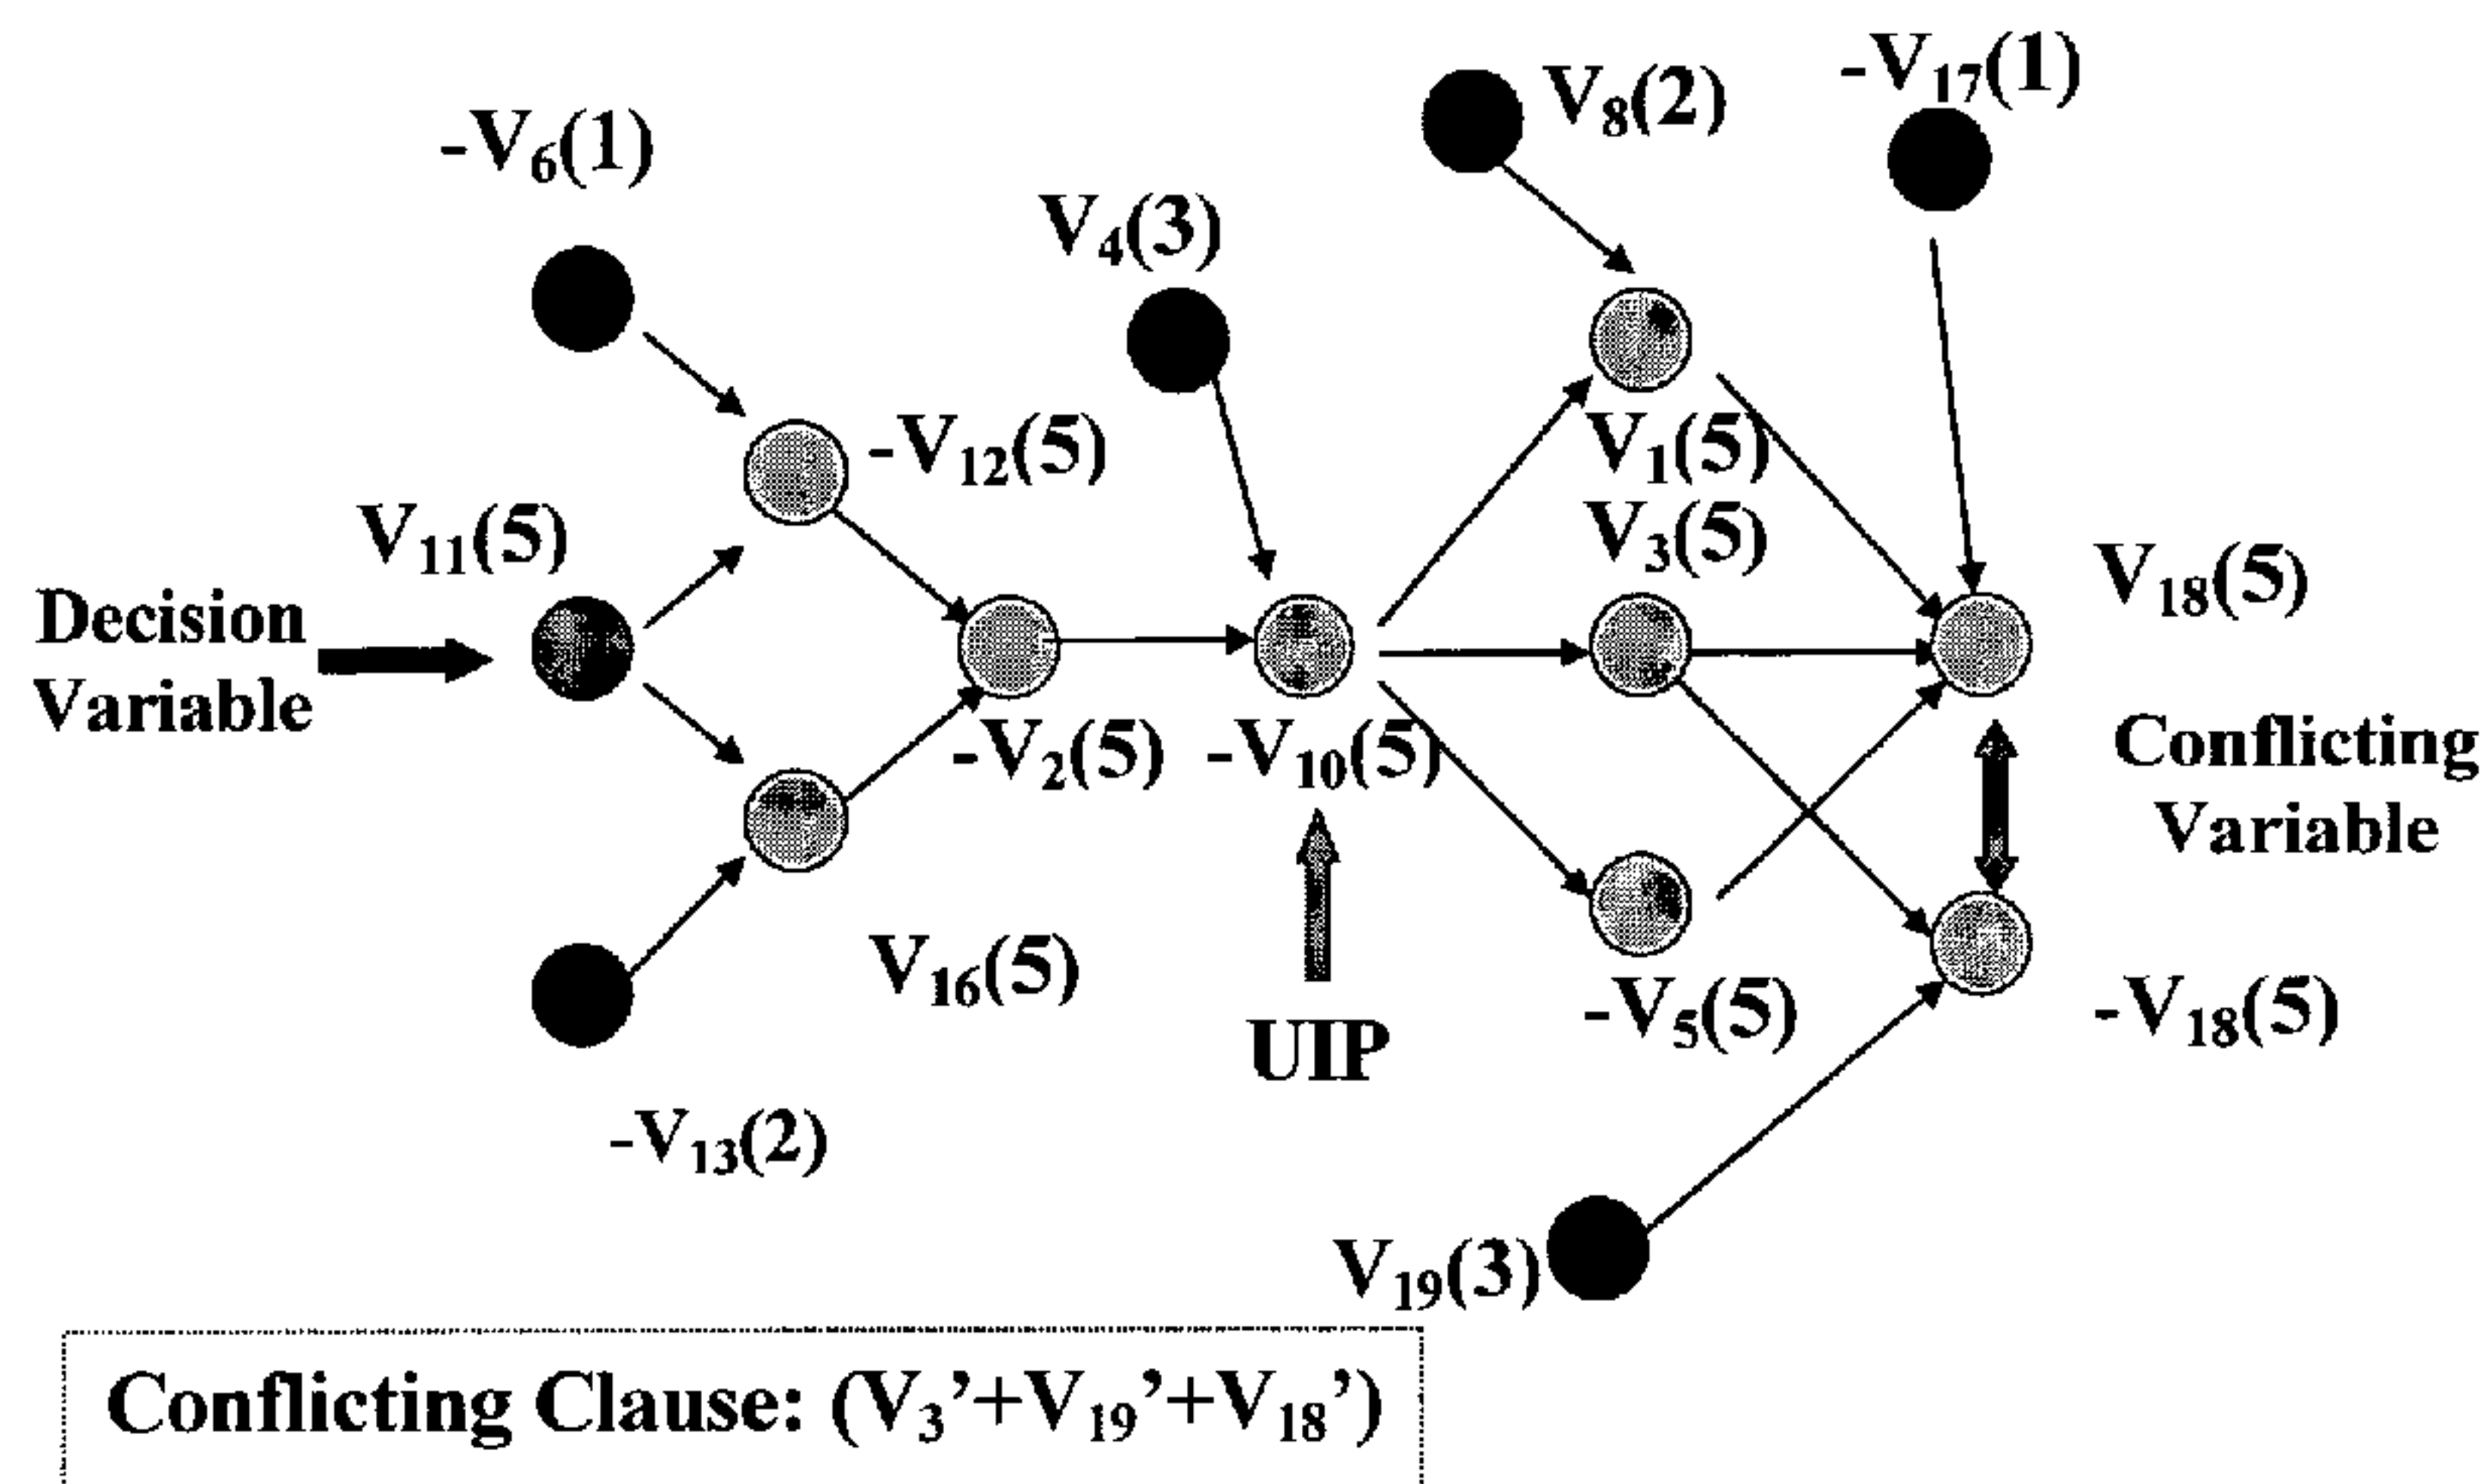 V₈(2)
-V₁₇(1)
-V₆(1)
V₄(3)
-V₁₂(5)
V₁(5)
V₁₁(5)
V₃(5)
V₁₈(5)
Decision
Variable
-V₂(5)
-V₁₀(5)
Conflicting
Variable
V₁₆(5)
-V₅(5)
-V₁₈(5)
UIP
-V₁₃(2)
V₁₉(3)
Conflicting Clause: (V₃’+V₁₉’+V₁₈’)